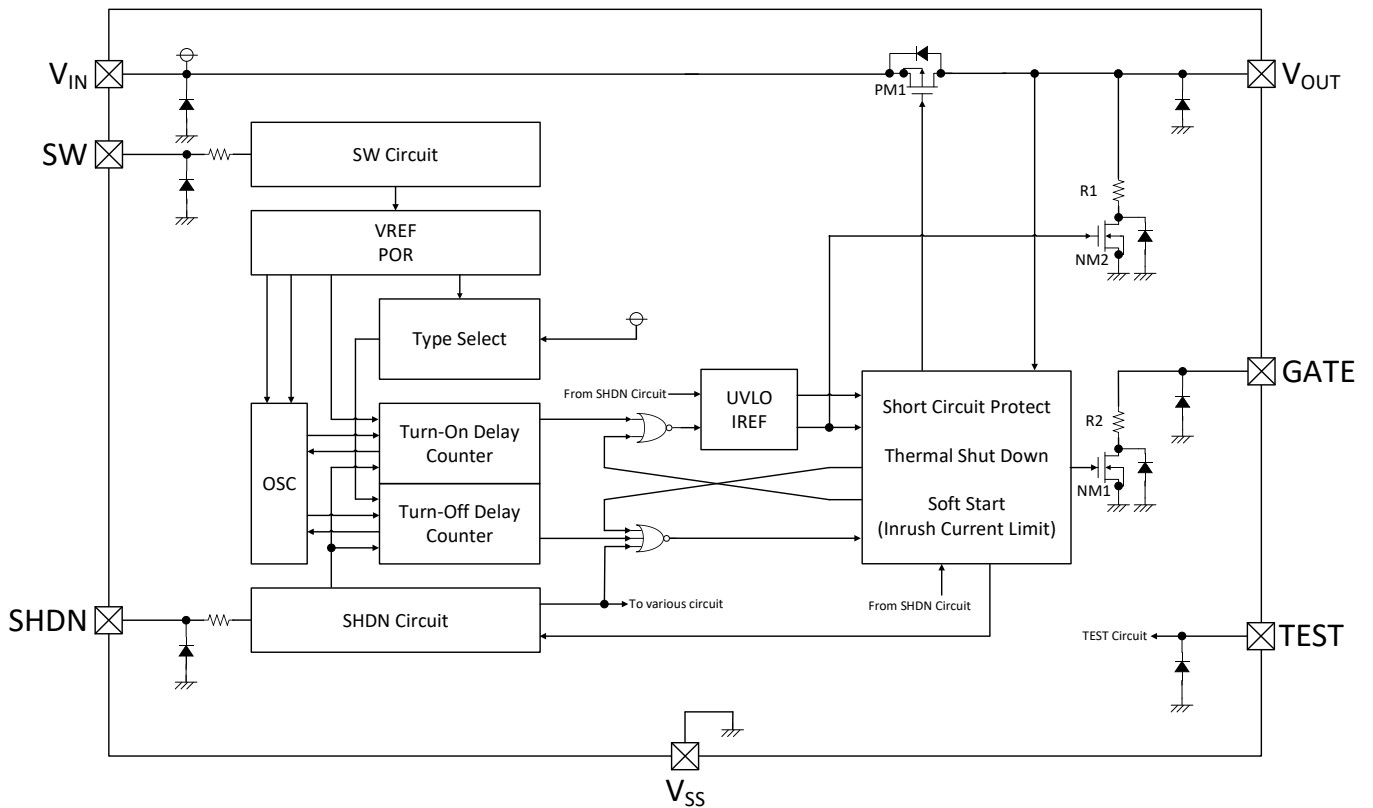 VIN
PM1
VOUT
SW
SW Circuit
R1
VREF
POR
NM2
Type Select
GATE
From SHDN Circuit
UVLO
IREF
Short Circuit Protect
Turn-On Delay
Counter
R2
Thermal Shut Down
OSC
NM1
Turn-Off Delay
Counter
Soft Start
(Inrush Current Limit)
To various circuit
From SHDN Circuit
SHDN
SHDN Circuit
TEST Circuit
TEST
VSS